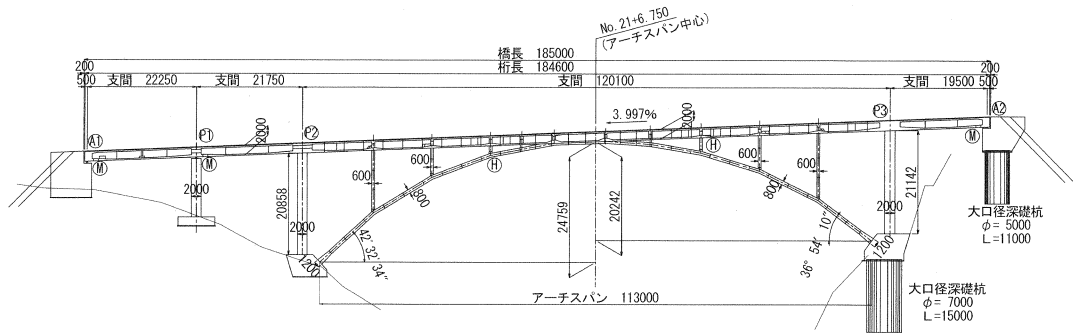 No.21+6.750
(アーチスパン中心)
橋長 185000
200
桁長 184600
200
500
支間 22250
支間 21750
支間 120100
支間 19500
500
3.997%
A1
P1
2000
P2
2000
P3
A2
M
M
H
H
M
600
600
600
600
800
800
2000
20858
2000
24759
20242
2000
21142
42°32'34"
36°54'10"
1200
1200
大口径深礎杭
φ= 5000
L=11000
大口径深礎杭
φ= 7000
L=15000
アーチスパン 113000